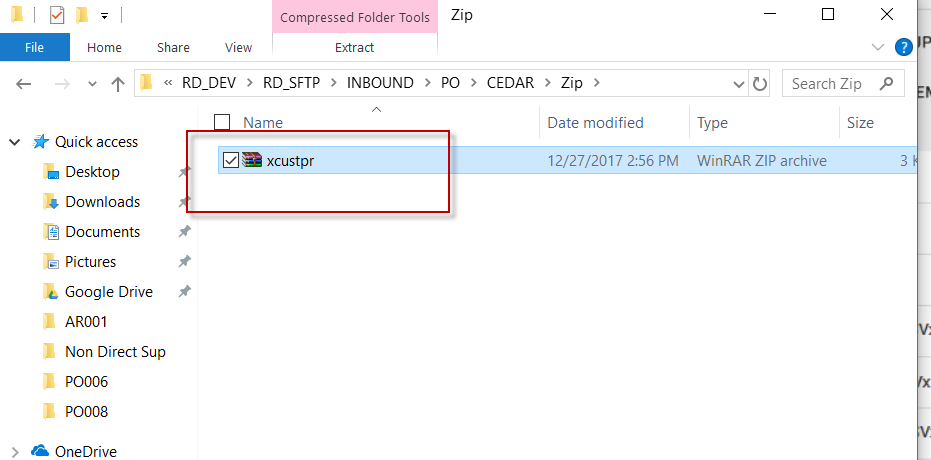 Compressed Folder Tools Zip
File Home Share View Extract
« RD_DEV RD_SFTP INBOUND PO CEDAR Zip Search Zip
Name Date modified Type Size
Quick access
xcustpr 12/27/2017 2:56 PM WinRAR ZIP archive 3
Desktop
Downloads
Documents
Pictures
Google Drive
AR001
Non Direct Sup
PO006
PO008
OneDrive